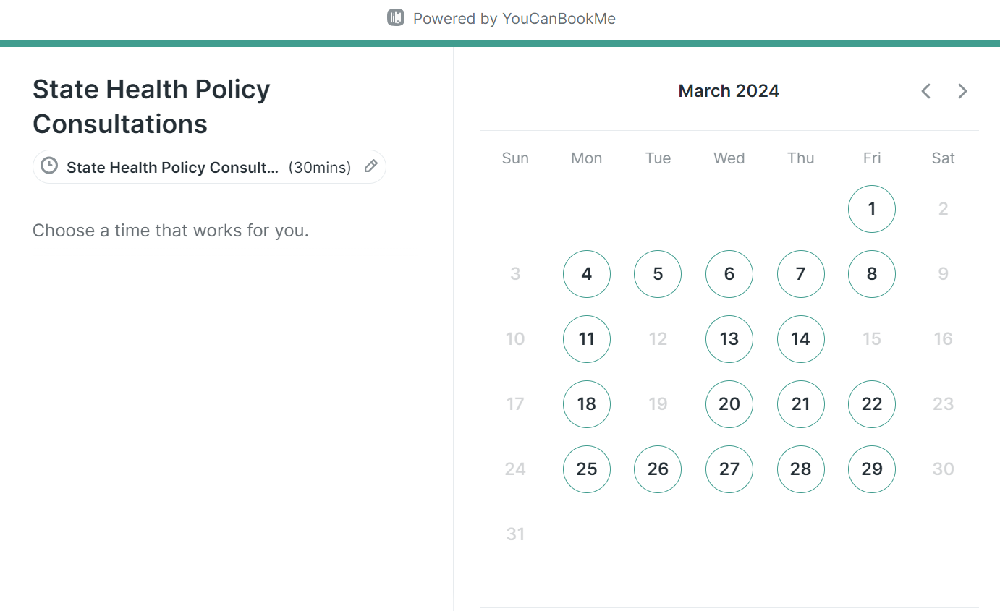 Powered by YouCanBookMe
State Health Policy
Consultations
State Health Policy Consult... (30mins)
Choose a time that works for you.
March 2024
Sun Mon Tue Wed Thu Fri Sat
1 2
3 4 5 6 7 8 9
10 11 12 13 14 15 16
17 18 19 20 21 22 23
24 25 26 27 28 29 30
31